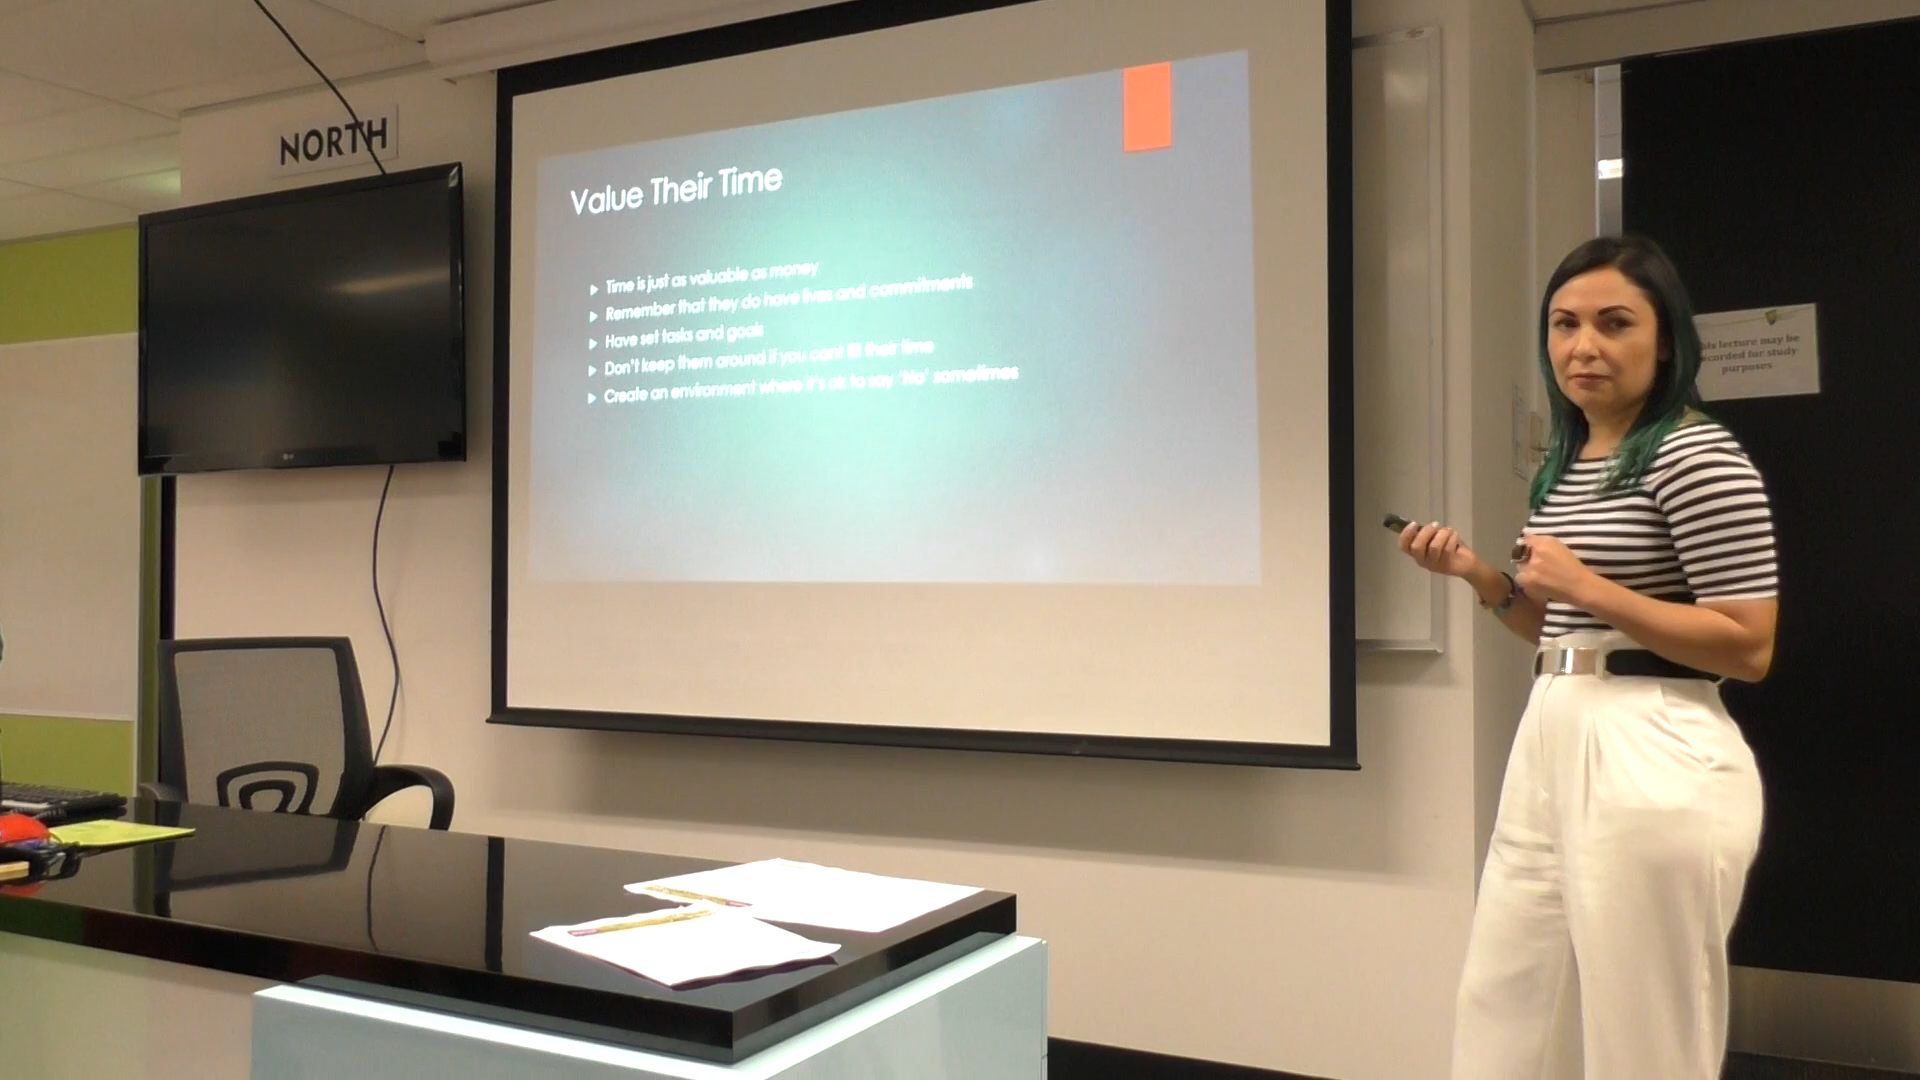 NORTH
Value Their Time
Time is just as valuable as money
Remember that they do have lives and commitments
Have set tasks and goals
Don't keep them around if you cant fill their time
Create an environment where it's ok to say 'No' sometimes
lecture may be
for study
purposes